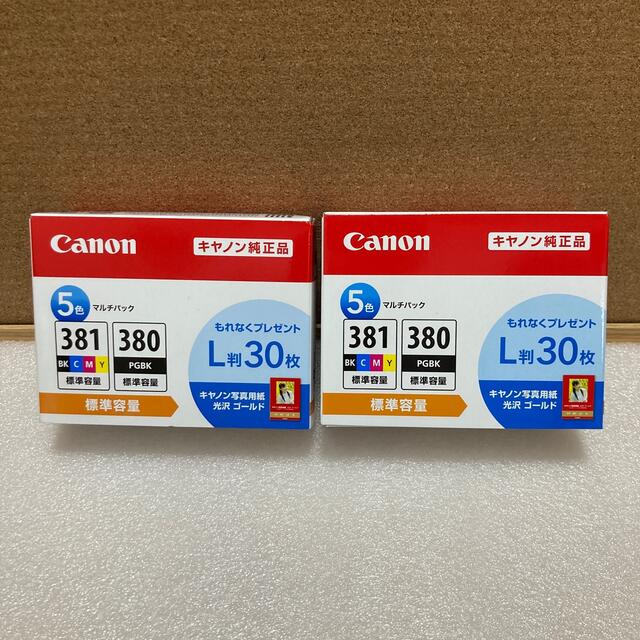 Canon
キヤノン純正品
5色
マルチパック
381
380
BK C M Y
PGBK
標準容量
標準容量
標準容量
もれなくプレゼント
L判30枚
キヤノン写真用紙
光沢 ゴールド
Canon
キヤノン純正品
5色
マルチパック
381
380
BK C M Y
PGBK
標準容量
標準容量
標準容量
もれなくプレゼント
L判30枚
キヤノン写真用紙
光沢 ゴールド